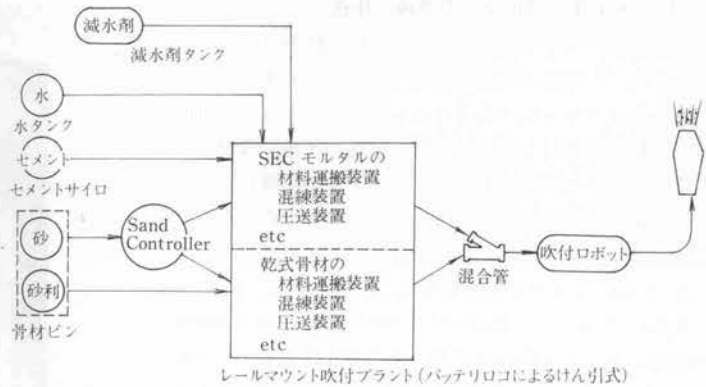 減水剤
減水剤タンク
水
水タンク
セメント
セメントサイロ
砂
Sand
Controller
砂利
骨材ビン
SEC モルタルの
材料運搬装置
混練装置
圧送装置
etc
乾式骨材の
材料運搬装置
混練装置
圧送装置
etc
混合管
吹付ロボット
レールマウント吹付プラント(バッテリロコによるけん引式)